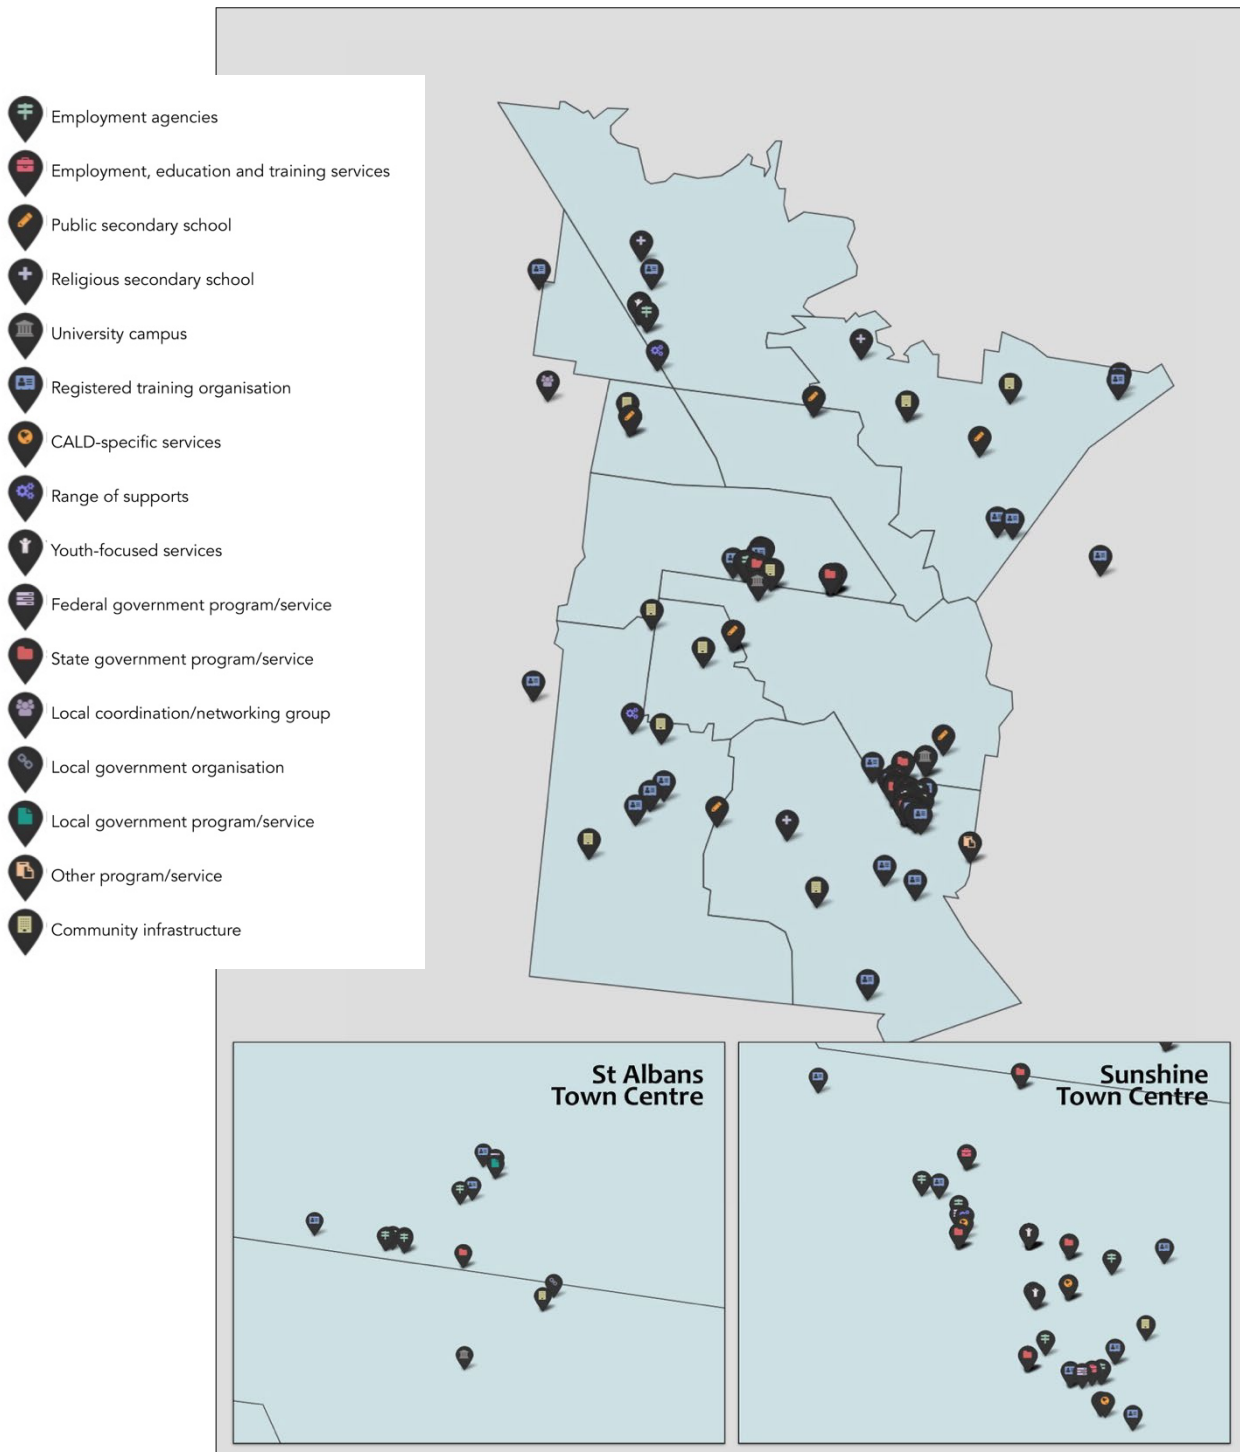 Employment agencies
Employment, education and training services
Public secondary school
Religious secondary school
University campus
Registered training organisation
CALD-specific services
Range of supports
Youth-focused services
Federal government program/service
State government program/service
Local coordination/networking group
Local government organisation
Local government program/service
Other program/service
Community infrastructure
St Albans
Town Centre
Sunshine
Town Centre